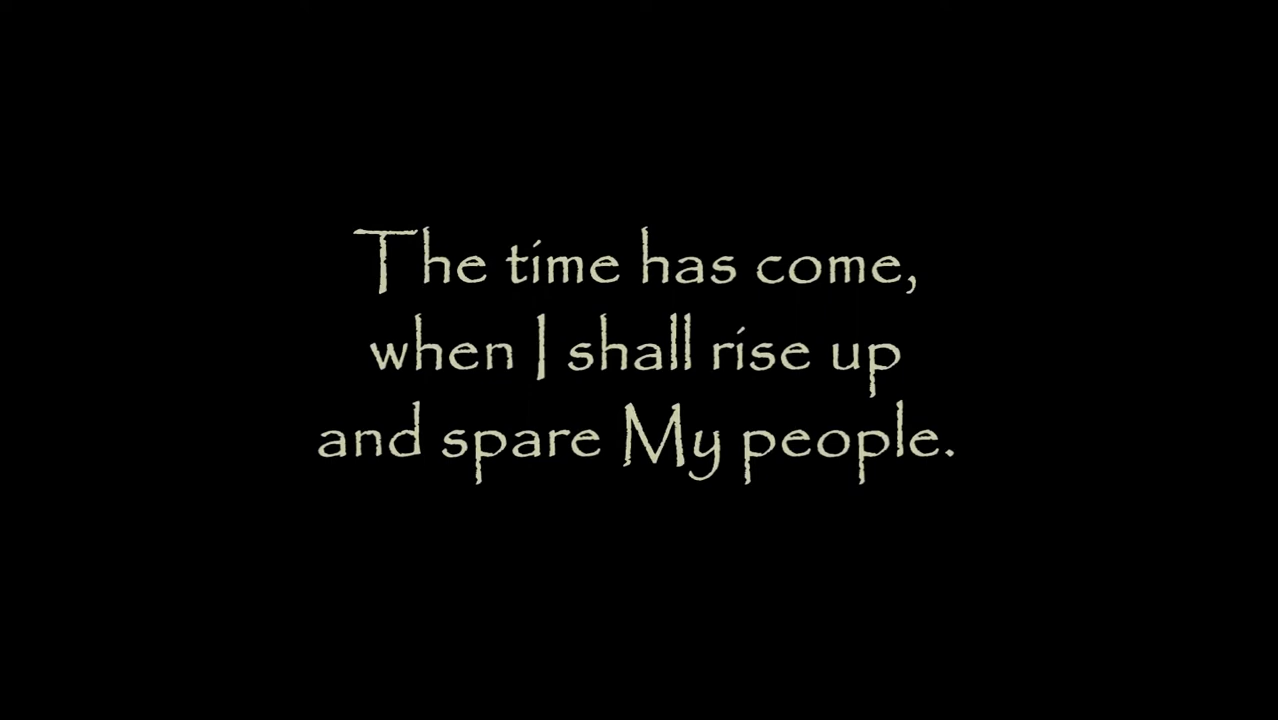 The time has come,
when I shall rise up
and spare My people.